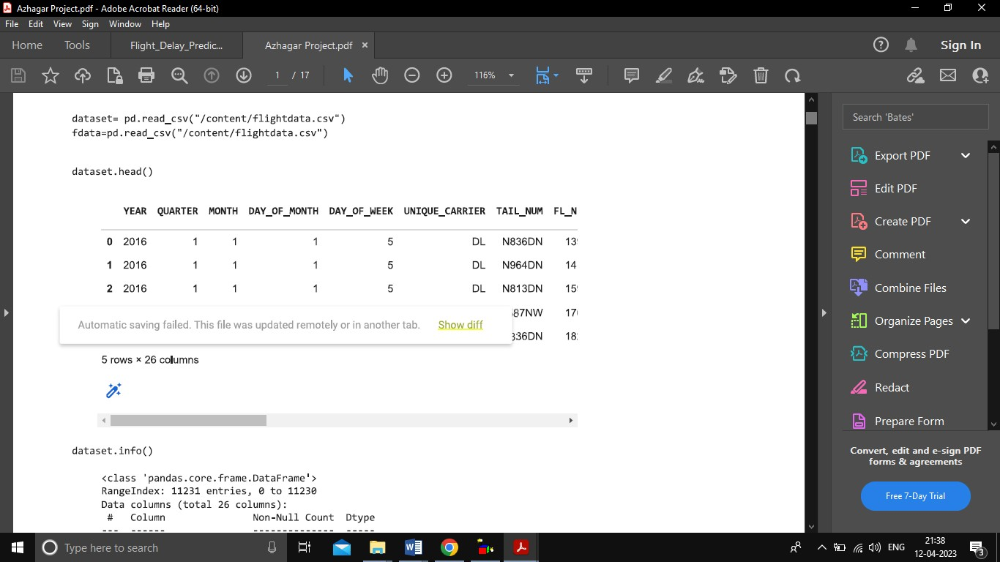 Azhagar Project.pdf - Adobe Acrobat Reader (64-bit)
File Edit View Sign Window Help
Home Tools Flight_Delay_Predic... Azhagar Project.pdf × Sign In
1 / 17 116%
dataset= pd.read_csv("/content/flightdata.csv")
fdata=pd.read_csv("/content/flightdata.csv")
dataset.head()
YEAR QUARTER MONTH DAY_OF_MONTH DAY_OF_WEEK UNIQUE_CARRIER TAIL_NUM FL_N
0 2016 1 1 1 5 DL N836DN 13
1 2016 1 1 1 5 DL N964DN 14
2 2016 1 1 1 5 DL N813DN 15
87NW 17
Automatic saving failed. This file was updated remotely or in another tab. Show diff
836DN 18
5 rows × 26 columns
dataset.info()
<class 'pandas.core.frame.DataFrame'>
RangeIndex: 11231 entries, 0 to 11230
Data columns (total 26 columns):
# Column Non-Null Count Dtype
--- ------ -------------- -----
Search 'Bates'
Export PDF
Edit PDF
Create PDF
Comment
Combine Files
Organize Pages
Compress PDF
Redact
Prepare Form
Convert, edit and e-sign PDF
forms & agreements
Free 7-Day Trial
Type here to search
ENG
21:38
12-04-2023
3